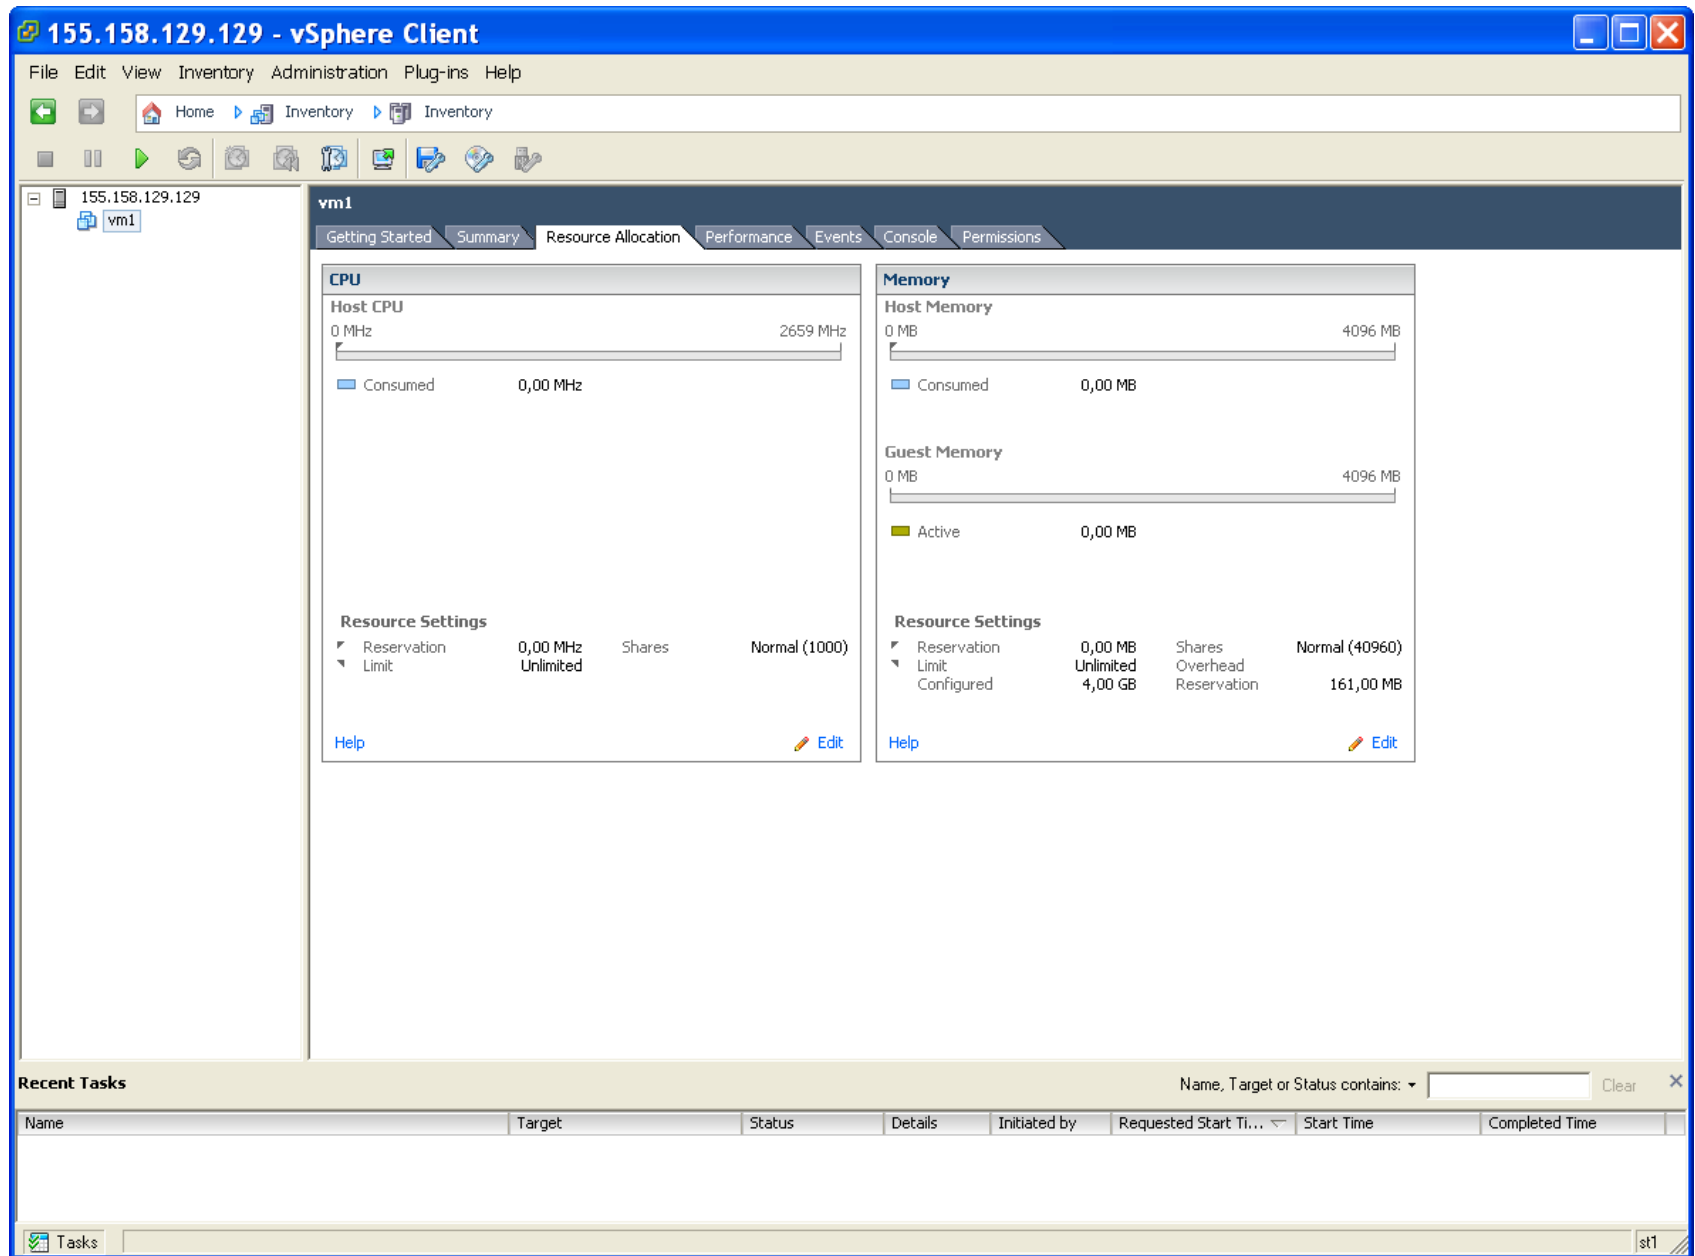 155.158.129.129 - vSphere Client
File Edit View Inventory Administration Plug-ins Help
Home Inventory Inventory
155.158.129.129
vm1
vm1
Getting Started Summary Resource Allocation Performance Events Console Permissions
CPU
Host CPU
0 MHz 2659 MHz
Consumed 0,00 MHz
Resource Settings
Reservation 0,00 MHz Shares Normal (1000)
Limit Unlimited
Help Edit
Memory
Host Memory
0 MB 4096 MB
Consumed 0,00 MB
Guest Memory
0 MB 4096 MB
Active 0,00 MB
Resource Settings
Reservation 0,00 MB Shares Normal (40960)
Limit Unlimited Overhead
Configured 4,00 GB Reservation 161,00 MB
Help Edit
Recent Tasks Name, Target or Status contains: Clear
Name Target Status Details Initiated by Requested Start Ti... Start Time Completed Time
Tasks st1